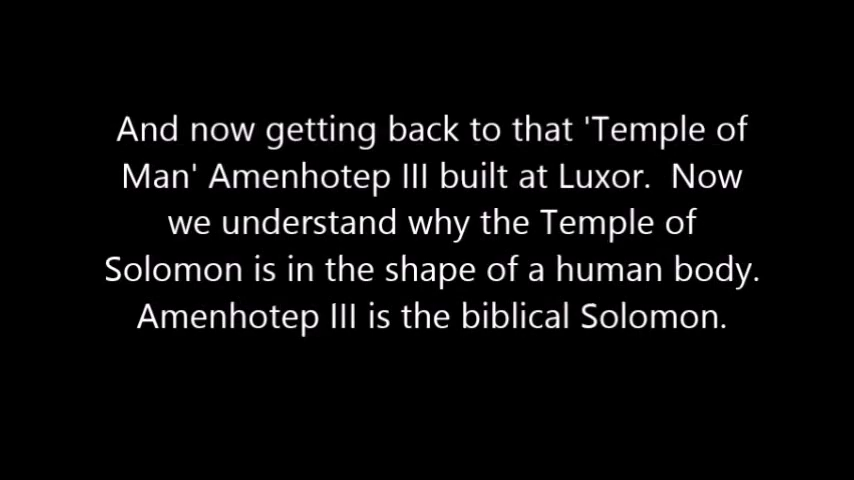 And now getting back to that 'Temple of
Man' Amenhotep III built at Luxor.  Now
we understand why the Temple of
Solomon is in the shape of a human body.
Amenhotep III is the biblical Solomon.